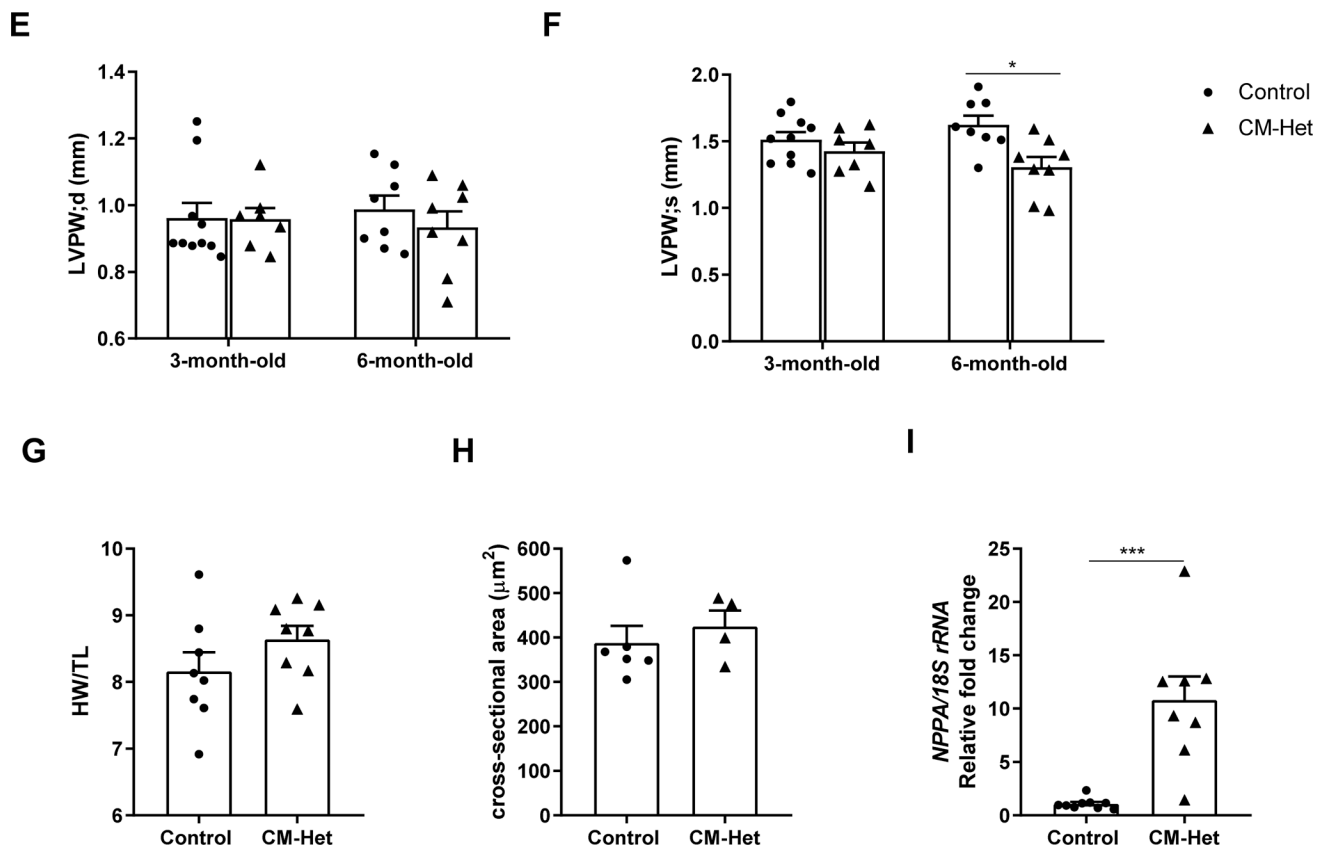 E
F
1.4
1.2
1.0
0.8
0.6
LVPW;d (mm)
3-month-old
6-month-old
2.0
1.5
1.0
0.5
0.0
LVPW;s (mm)
*
3-month-old
6-month-old
Control
CM-Het
G
H
I
10
9
8
7
6
HW/TL
Control
CM-Het
600
500
400
300
200
100
0
cross-sectional area (μm²)
Control
CM-Het
25
20
15
10
5
0
NPPA/18S rRNA
Relative fold change
***
Control
CM-Het